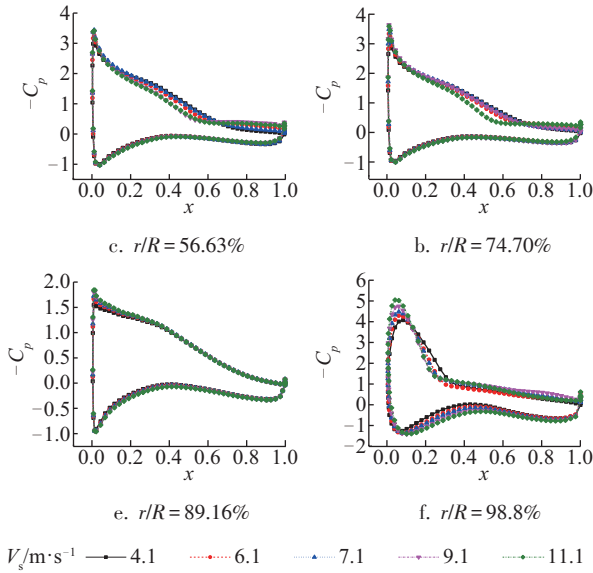 4
3
2
1
0
−1
−C_p
0.0 0.2 0.4 0.6 0.8 1.0
x
c. r/R = 56.63%
4
3
2
1
0
−1
−C_p
0.0 0.2 0.4 0.6 0.8 1.0
x
b. r/R = 74.70%
2.0
1.5
1.0
0.5
0.0
−0.5
−1.0
−C_p
0.0 0.2 0.4 0.6 0.8 1.0
x
e. r/R = 89.16%
6
5
4
3
2
1
0
−1
−2
−C_p
0.0 0.2 0.4 0.6 0.8 1.0
x
f. r/R = 98.8%
V_s/m·s⁻¹ 4.1 6.1 7.1 9.1 11.1